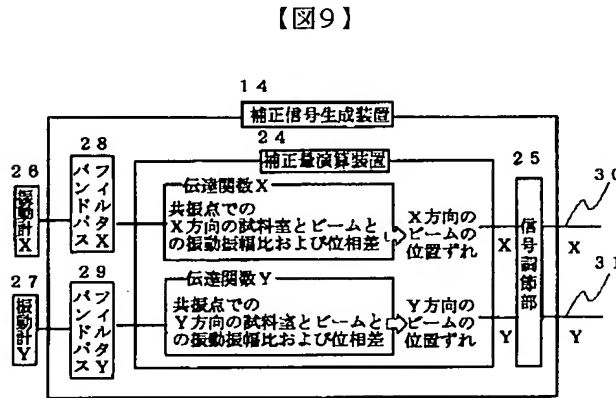 【図9】
14
補正信号生成装置
24
補正量演算装置
26
振動計X
28
バンドパス
フィルタX
伝達関数X
共振点での
X方向の試料室とビームと
の振動振幅比および位相差
X方向の
ビームの
位置ずれ
X
25
信号調節部
30
X
27
振動計Y
29
バンドパス
フィルタY
伝達関数Y
共振点での
Y方向の試料室とビームと
の振動振幅比および位相差
Y方向の
ビームの
位置ずれ
Y
31
Y